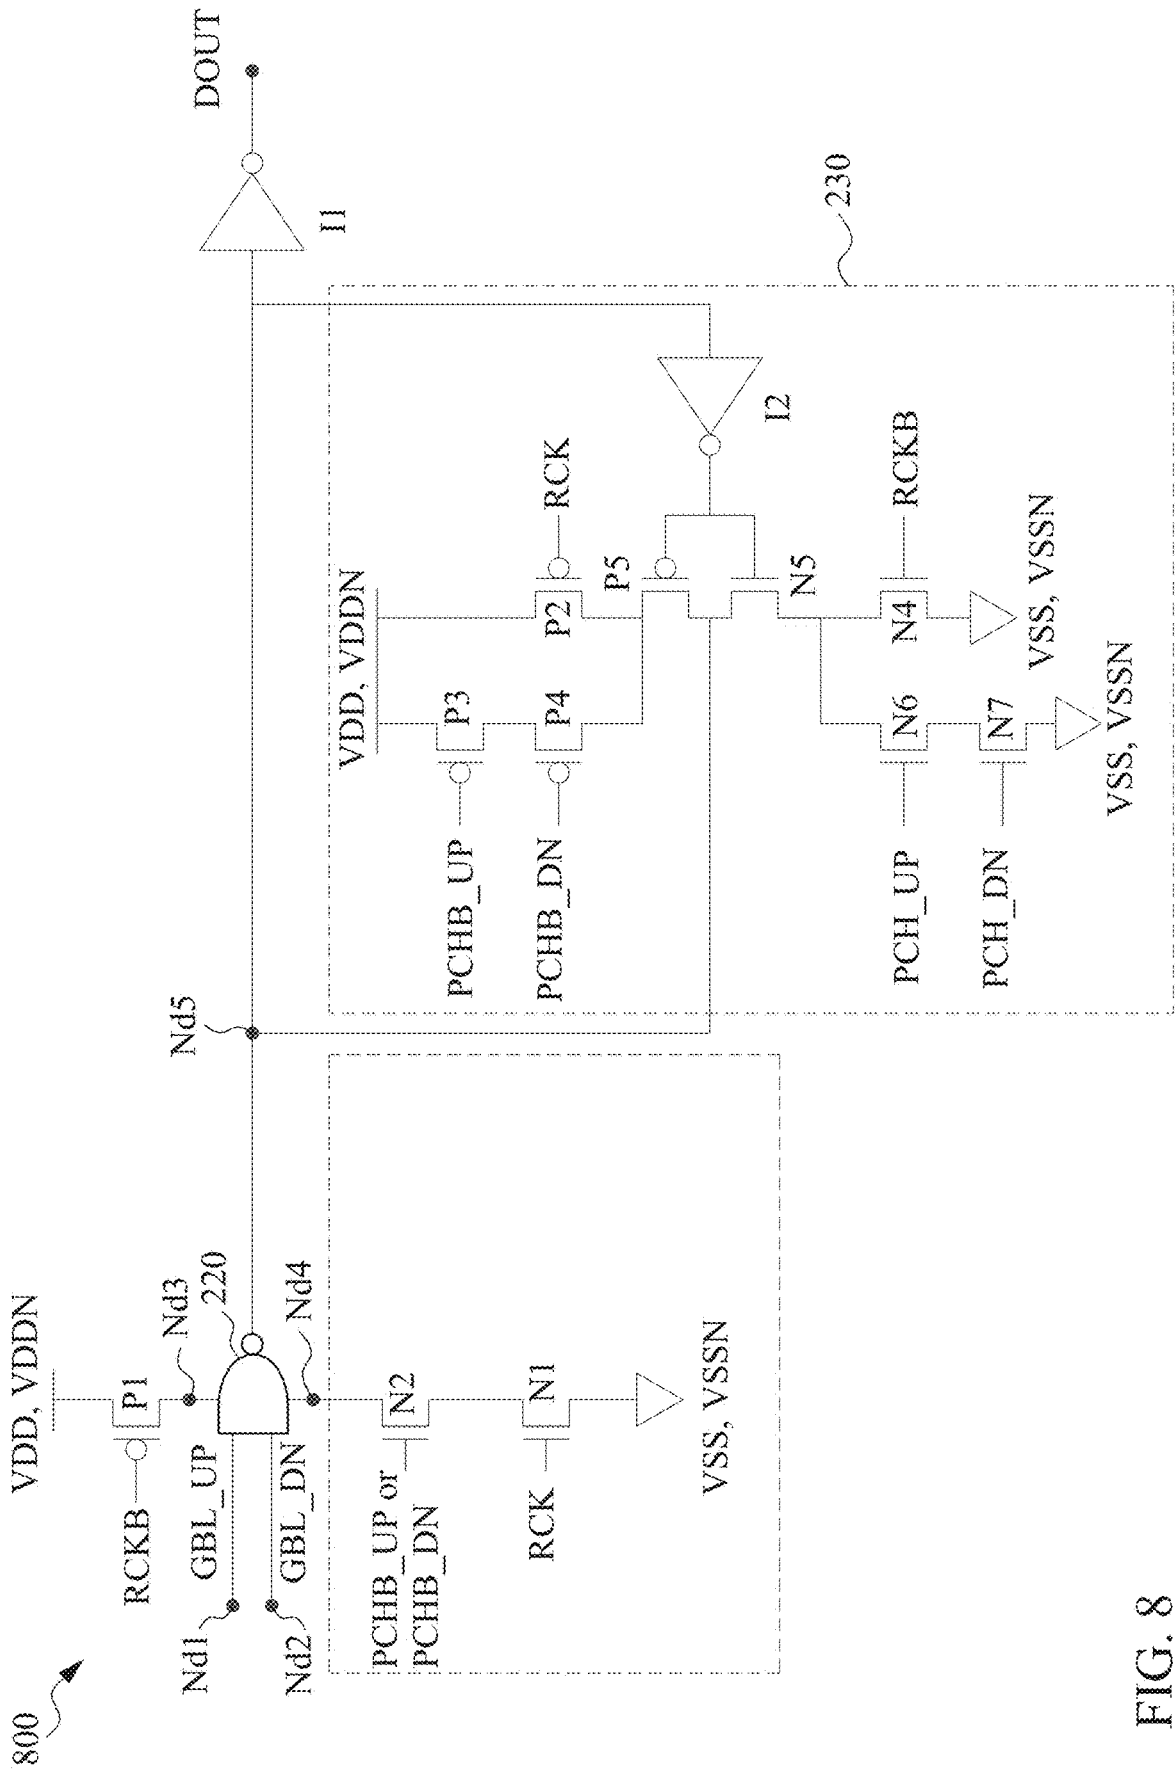 800
VDD, VDDN
RCKB
P1
Nd3
220
Nd1
GBL_UP
Nd2
GBL_DN
Nd4
PCHB_UP or
PCHB_DN
N2
RCK
N1
VSS, VSSN
Nd5
DOUT
I1
230
VDD, VDDN
PCHB_UP
P3
PCHB_DN
P4
P2
RCK
P5
N5
I2
PCH_UP
N6
N4
RCKB
PCH_DN
N7
VSS, VSSN
VSS, VSSN
FIG. 8